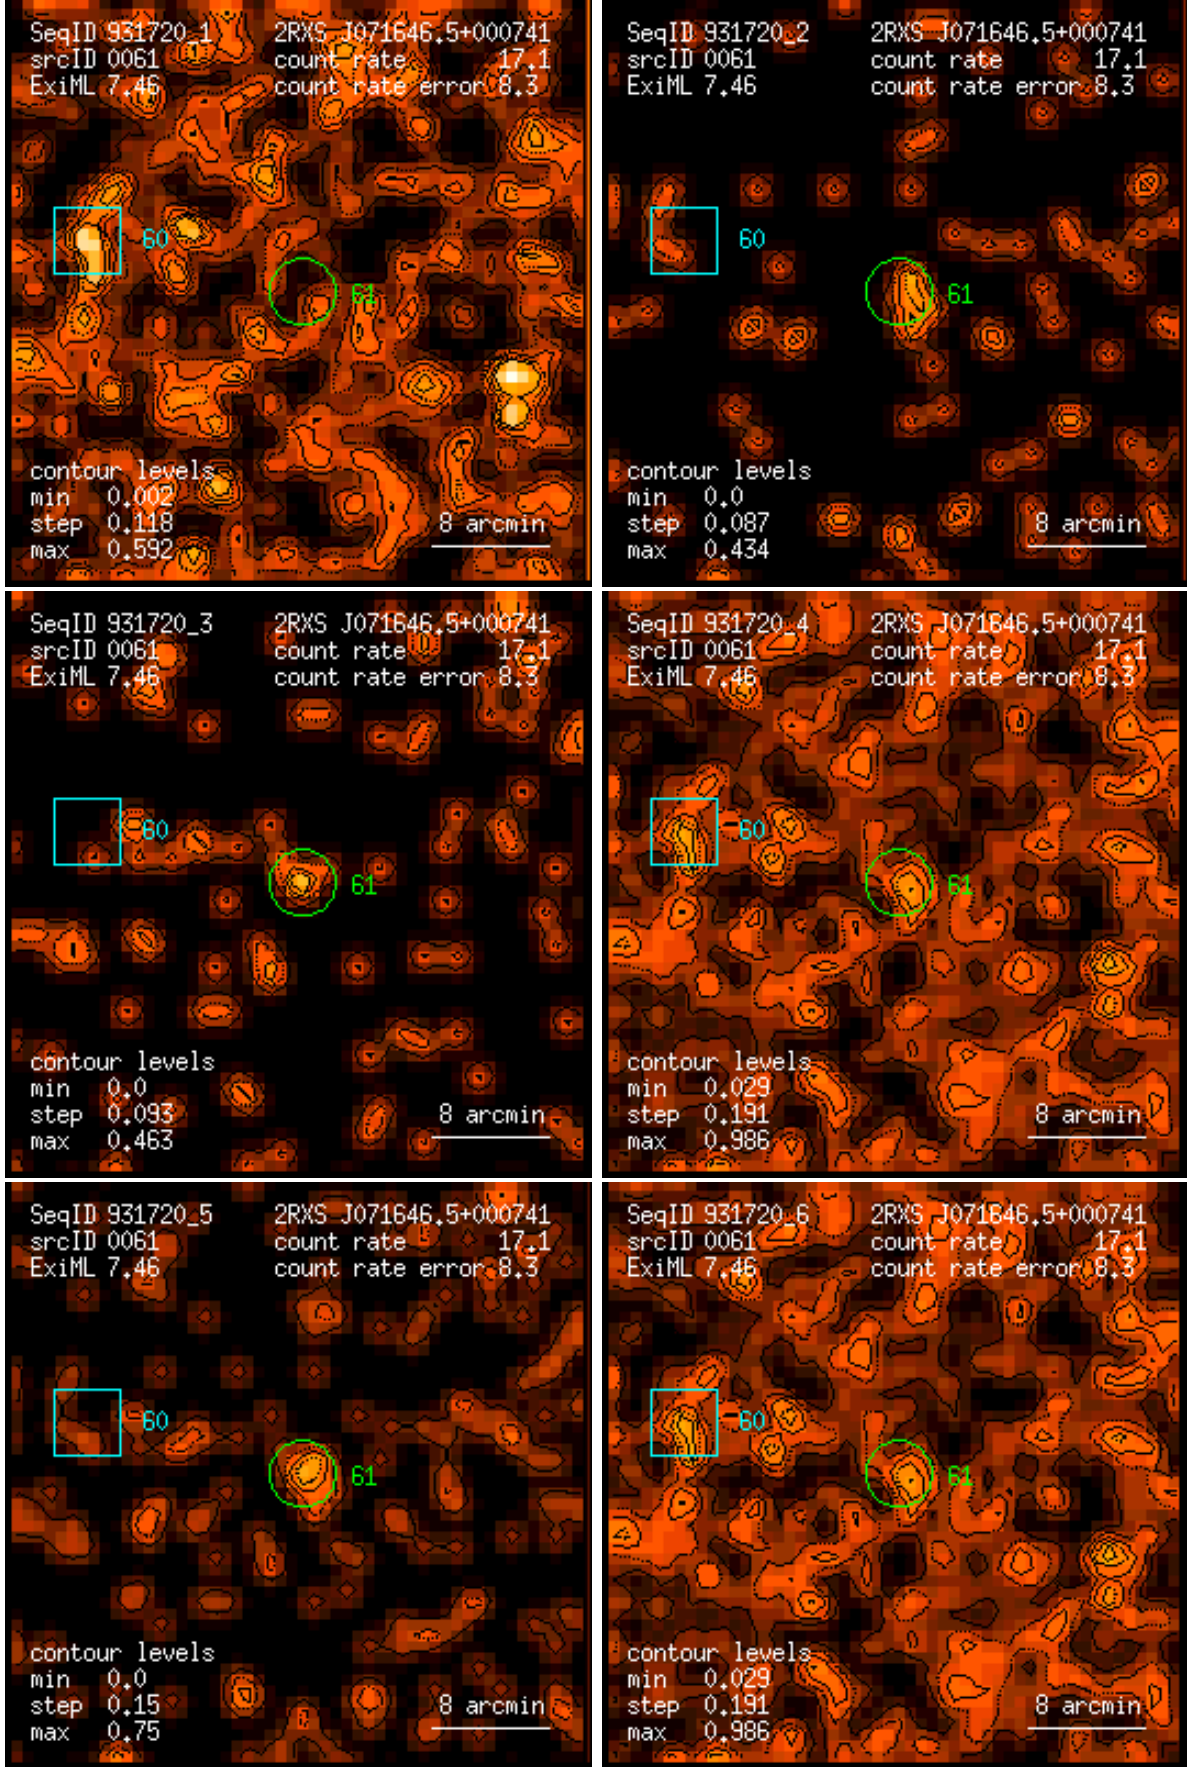 SeqID 931720_1 2RXS J071646.5+000741
srcID 0061 count rate 17.1
ExiML 7.46 count rate error 8.3
60
61
contour levels
min 0.002
step 0.118
max 0.592
8 arcmin
SeqID 931720_2 2RXS J071646.5+000741
srcID 0061 count rate 17.1
ExiML 7.46 count rate error 8.3
60
61
contour levels
min 0.0
step 0.087
max 0.434
8 arcmin
SeqID 931720_3 2RXS J071646.5+000741
srcID 0061 count rate 17.1
ExiML 7.46 count rate error 8.3
60
61
contour levels
min 0.0
step 0.093
max 0.463
8 arcmin
SeqID 931720_4 2RXS J071646.5+000741
srcID 0061 count rate 17.1
ExiML 7.46 count rate error 8.3
60
61
contour levels
min 0.029
step 0.191
max 0.986
8 arcmin
SeqID 931720_5 2RXS J071646.5+000741
srcID 0061 count rate 17.1
ExiML 7.46 count rate error 8.3
60
61
contour levels
min 0.0
step 0.15
max 0.75
8 arcmin
SeqID 931720_6 2RXS J071646.5+000741
srcID 0061 count rate 17.1
ExiML 7.46 count rate error 8.3
60
61
contour levels
min 0.029
step 0.191
max 0.986
8 arcmin